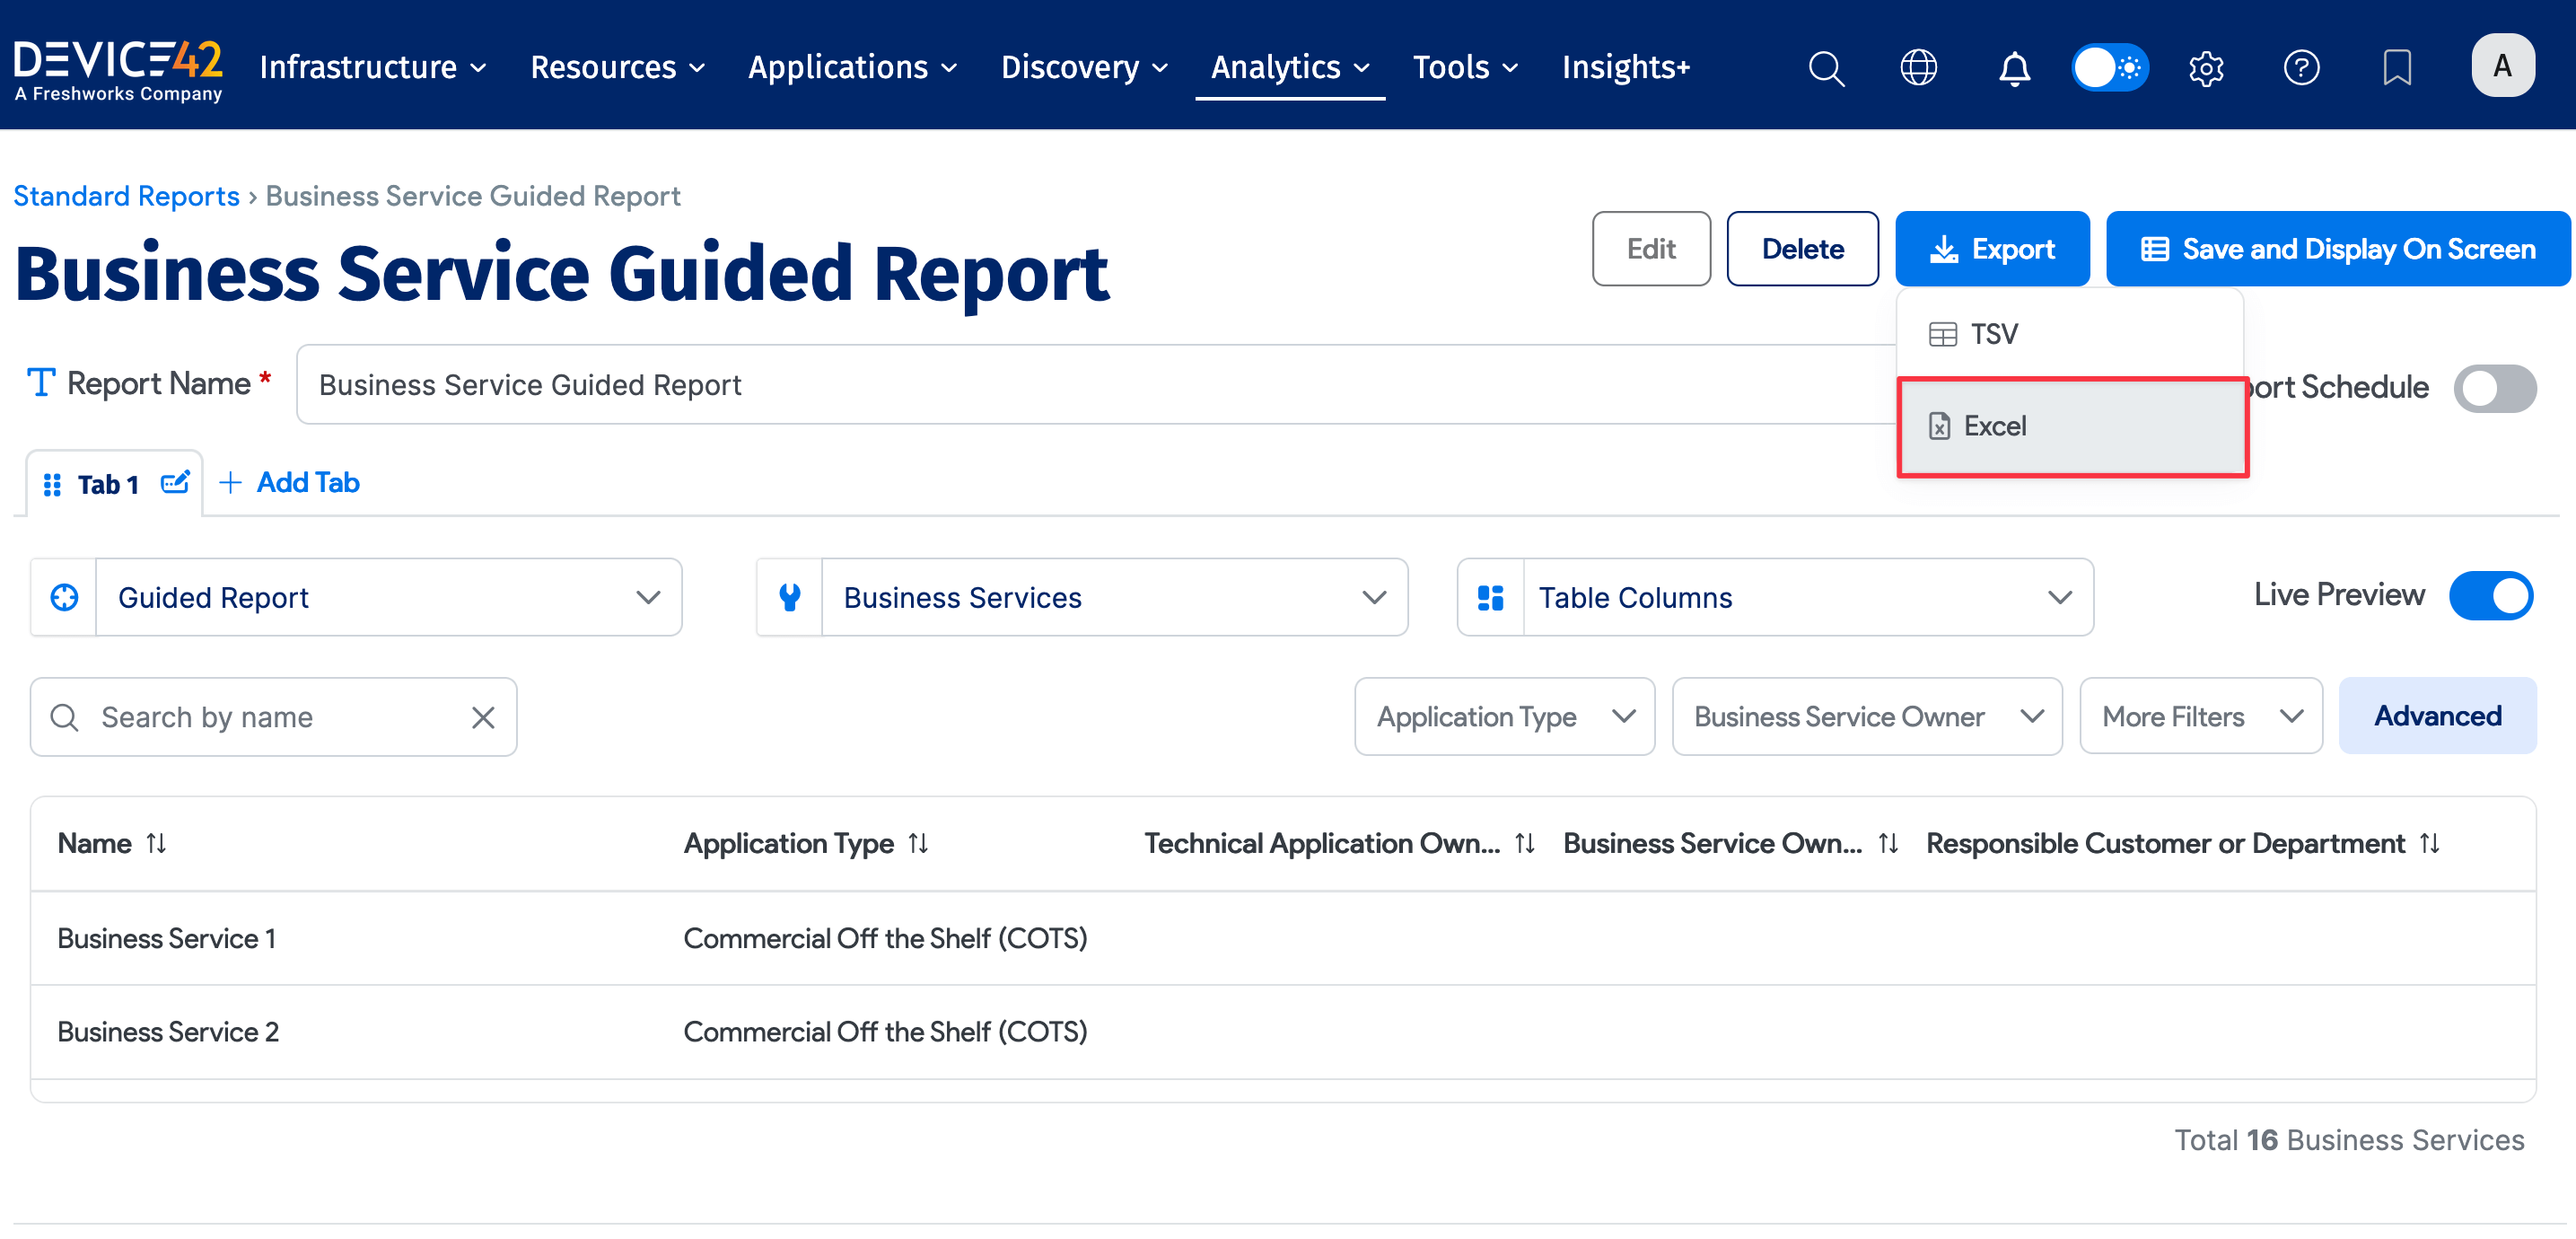 DEVICE42
A Freshworks Company
Infrastructure Resources Applications Discovery Analytics Tools Insights+
A
Standard Reports › Business Service Guided Report
Business Service Guided Report
Edit Delete Export Save and Display On Screen
TSV
Excel
Report Name * Business Service Guided Report
ort Schedule
Tab 1 + Add Tab
Guided Report Business Services Table Columns Live Preview
Search by name Application Type Business Service Owner More Filters Advanced
Name Application Type Technical Application Own... Business Service Own... Responsible Customer or Department
Business Service 1 Commercial Off the Shelf (COTS)
Business Service 2 Commercial Off the Shelf (COTS)
Total 16 Business Services